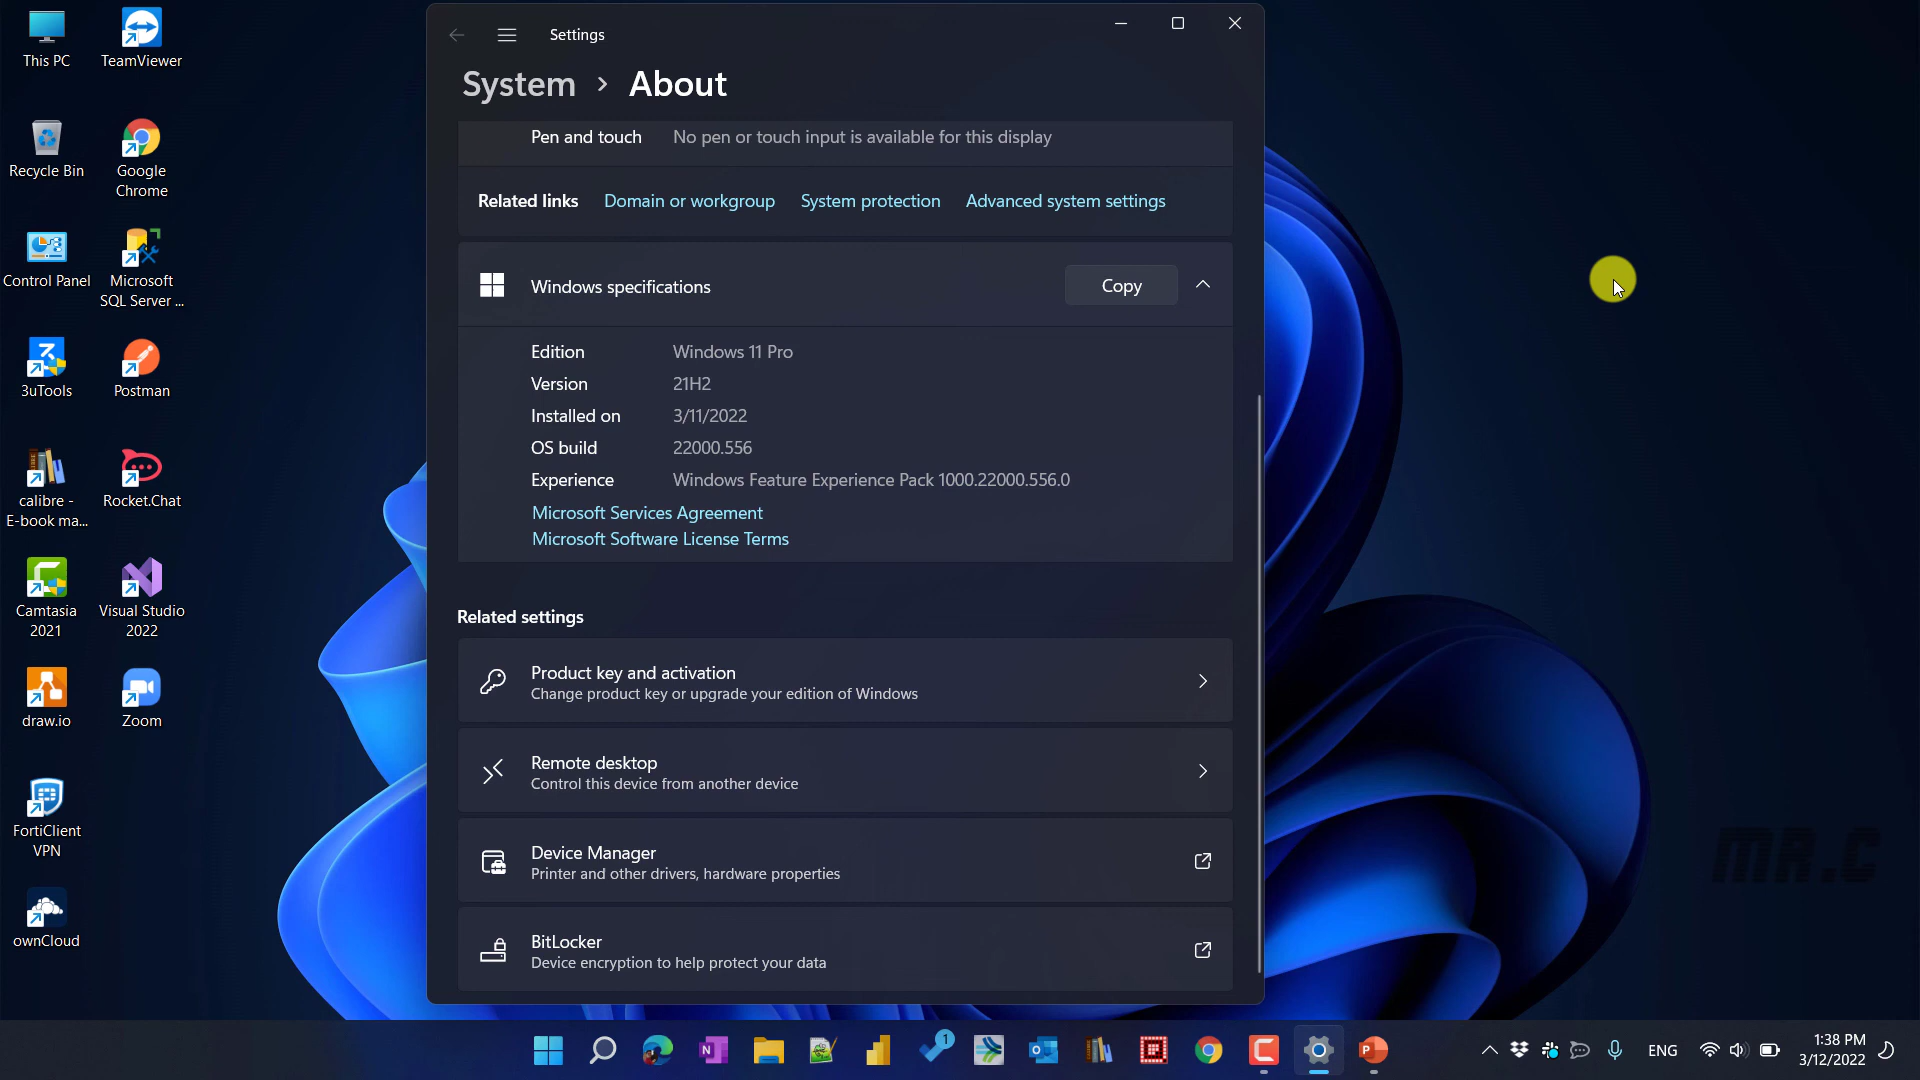 This PC
TeamViewer
Recycle Bin
Google
Chrome
Control Panel
Microsoft
SQL Server ...
3uTools
Postman
calibre -
E-book ma...
Rocket.Chat
Camtasia
2021
Visual Studio
2022
draw.io
Zoom
FortiClient
VPN
ownCloud
Settings
System > About
Pen and touch No pen or touch input is available for this display
Related links Domain or workgroup System protection Advanced system settings
Windows specifications Copy
Edition Windows 11 Pro
Version 21H2
Installed on 3/11/2022
OS build 22000.556
Experience Windows Feature Experience Pack 1000.22000.556.0
Microsoft Services Agreement
Microsoft Software License Terms
Related settings
Product key and activation
Change product key or upgrade your edition of Windows
Remote desktop
Control this device from another device
Device Manager
Printer and other drivers, hardware properties
BitLocker
Device encryption to help protect your data
MR.C
1
ENG
1:38 PM
3/12/2022